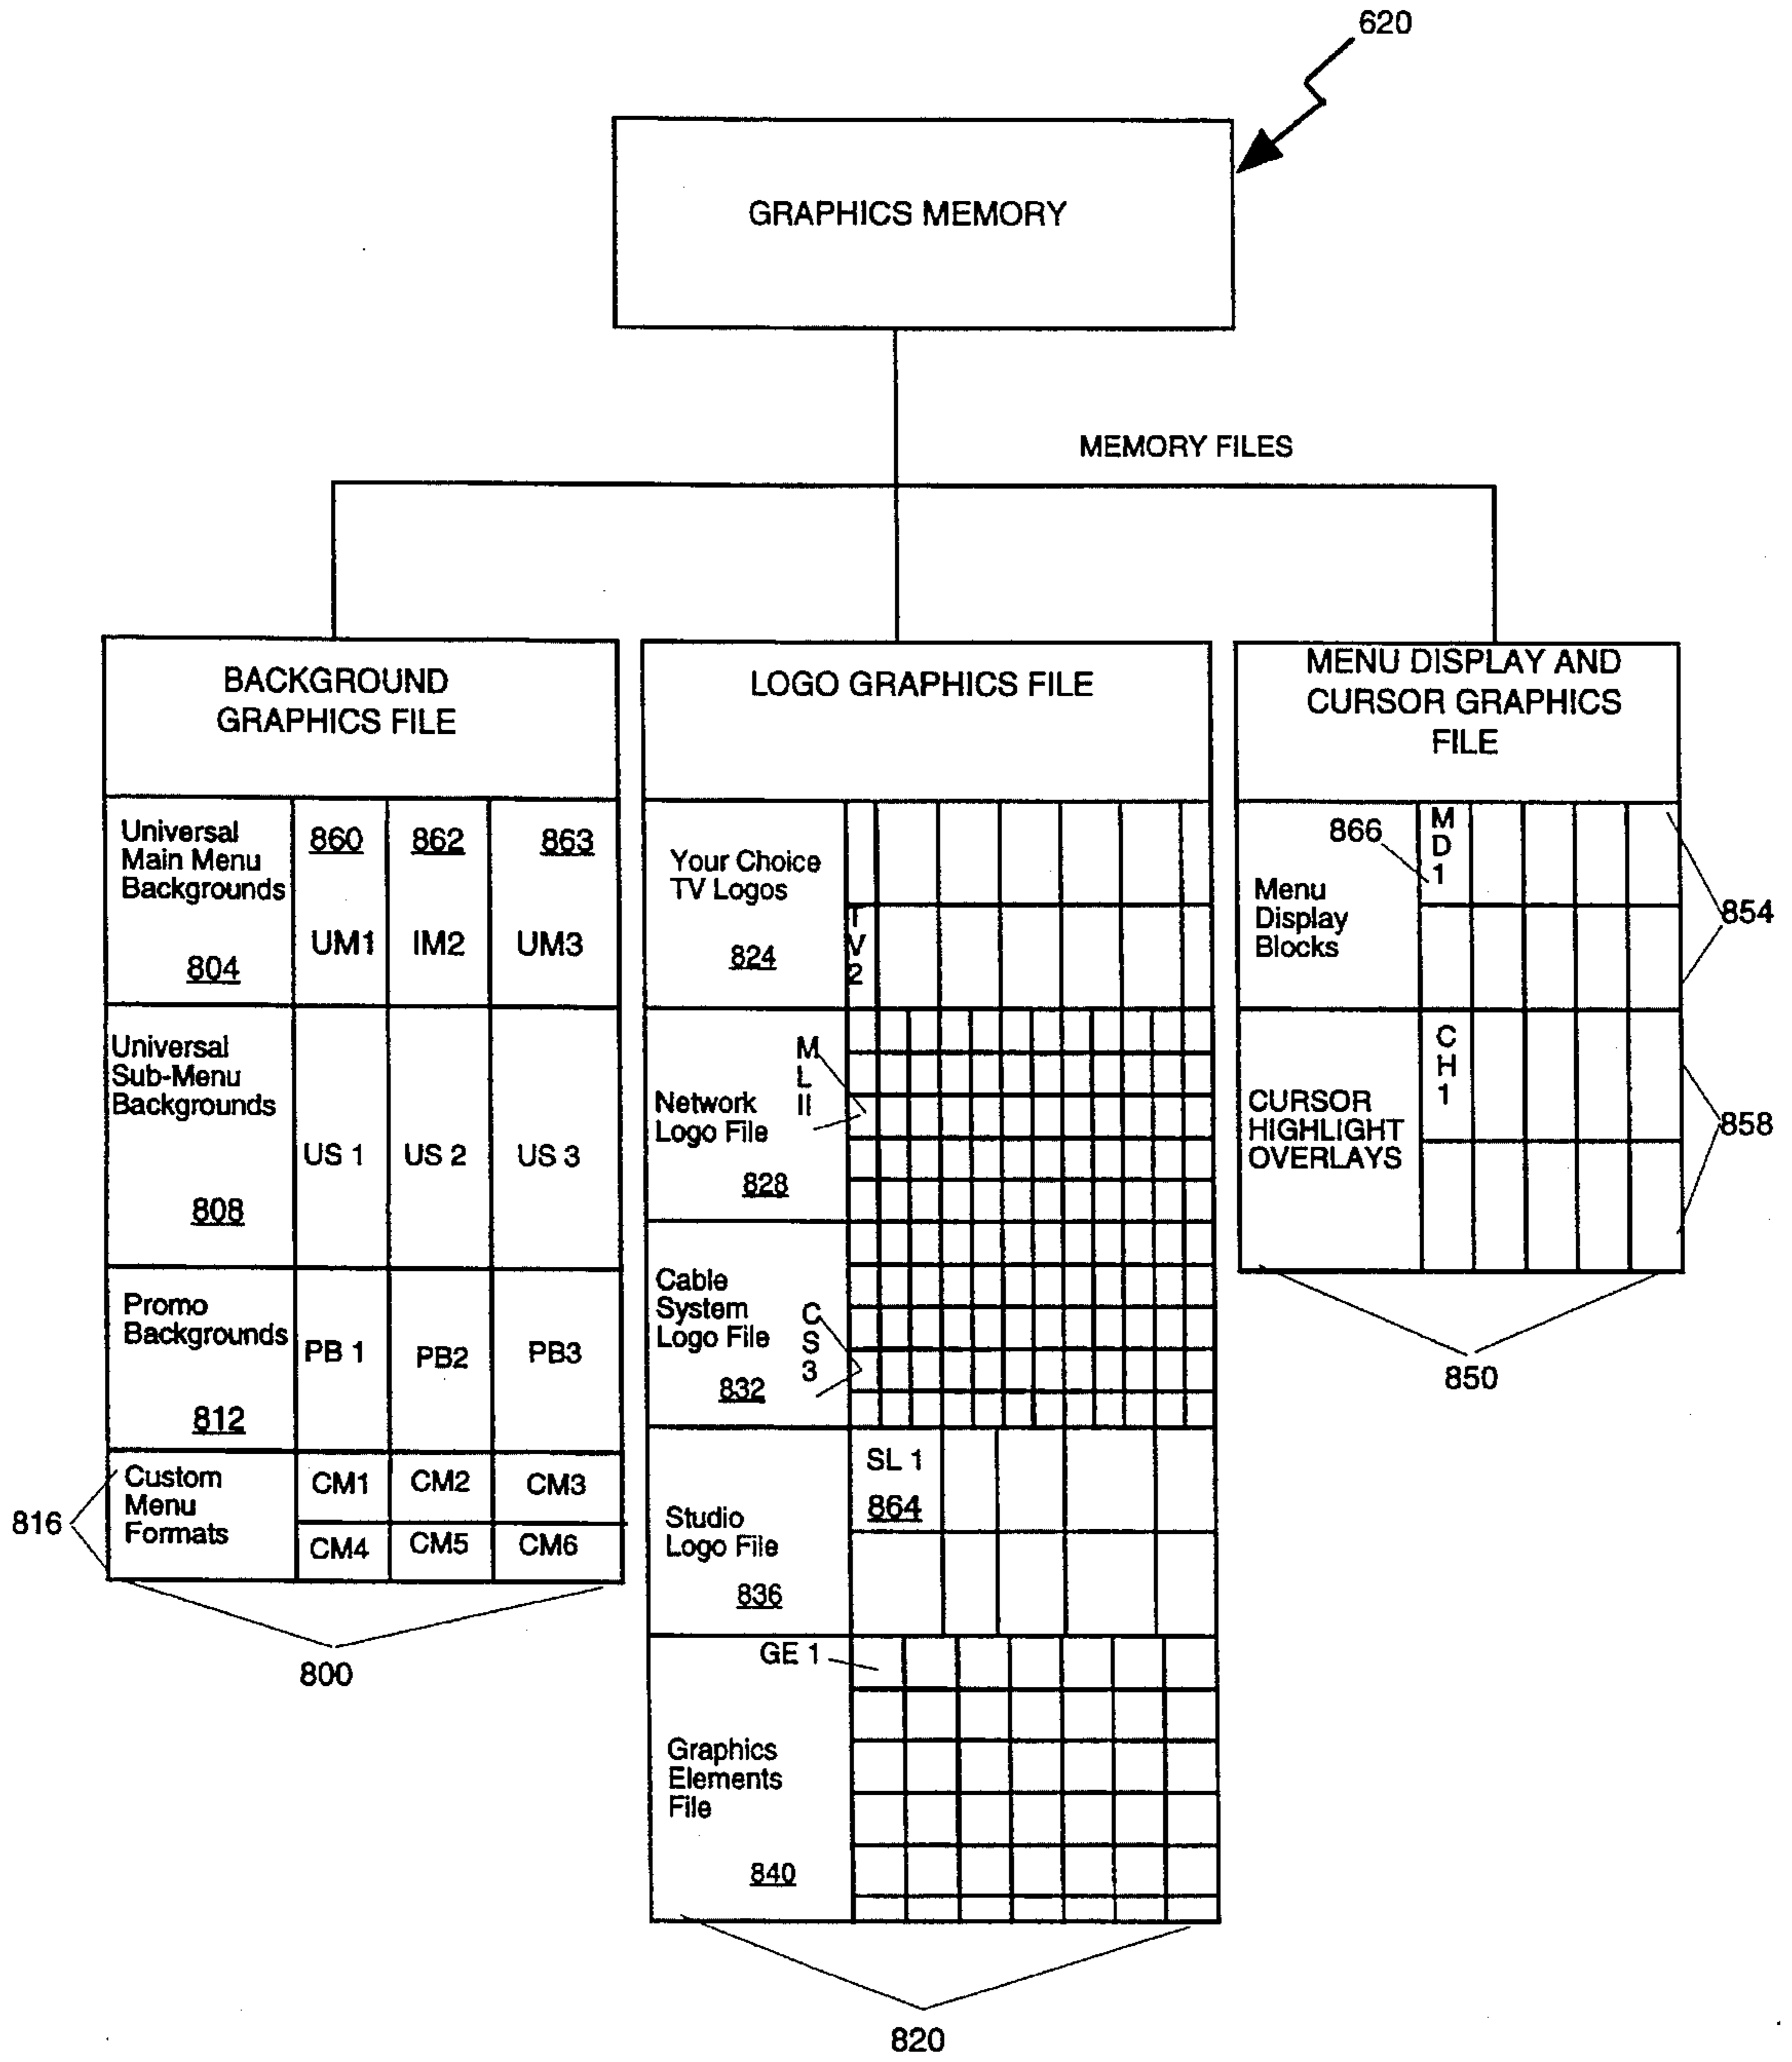 620
GRAPHICS MEMORY
MEMORY FILES
BACKGROUND
GRAPHICS FILE
Universal
Main Menu
Backgrounds
804
860
862
863
UM1
IM2
UM3
Universal
Sub-Menu
Backgrounds
808
US 1
US 2
US 3
Promo
Backgrounds
812
PB 1
PB2
PB3
816
Custom
Menu
Formats
CM1
CM2
CM3
CM4
CM5
CM6
800
LOGO GRAPHICS FILE
Your Choice
TV Logos
824
T
V
2
Network
Logo File
828
M
L
II
Cable
System
Logo File
832
C
S
3
Studio
Logo File
836
SL 1
864
GE 1
Graphics
Elements
File
840
820
MENU DISPLAY AND
CURSOR GRAPHICS
FILE
866
M
D
1
Menu
Display
Blocks
854
C
H
1
CURSOR
HIGHLIGHT
OVERLAYS
858
850